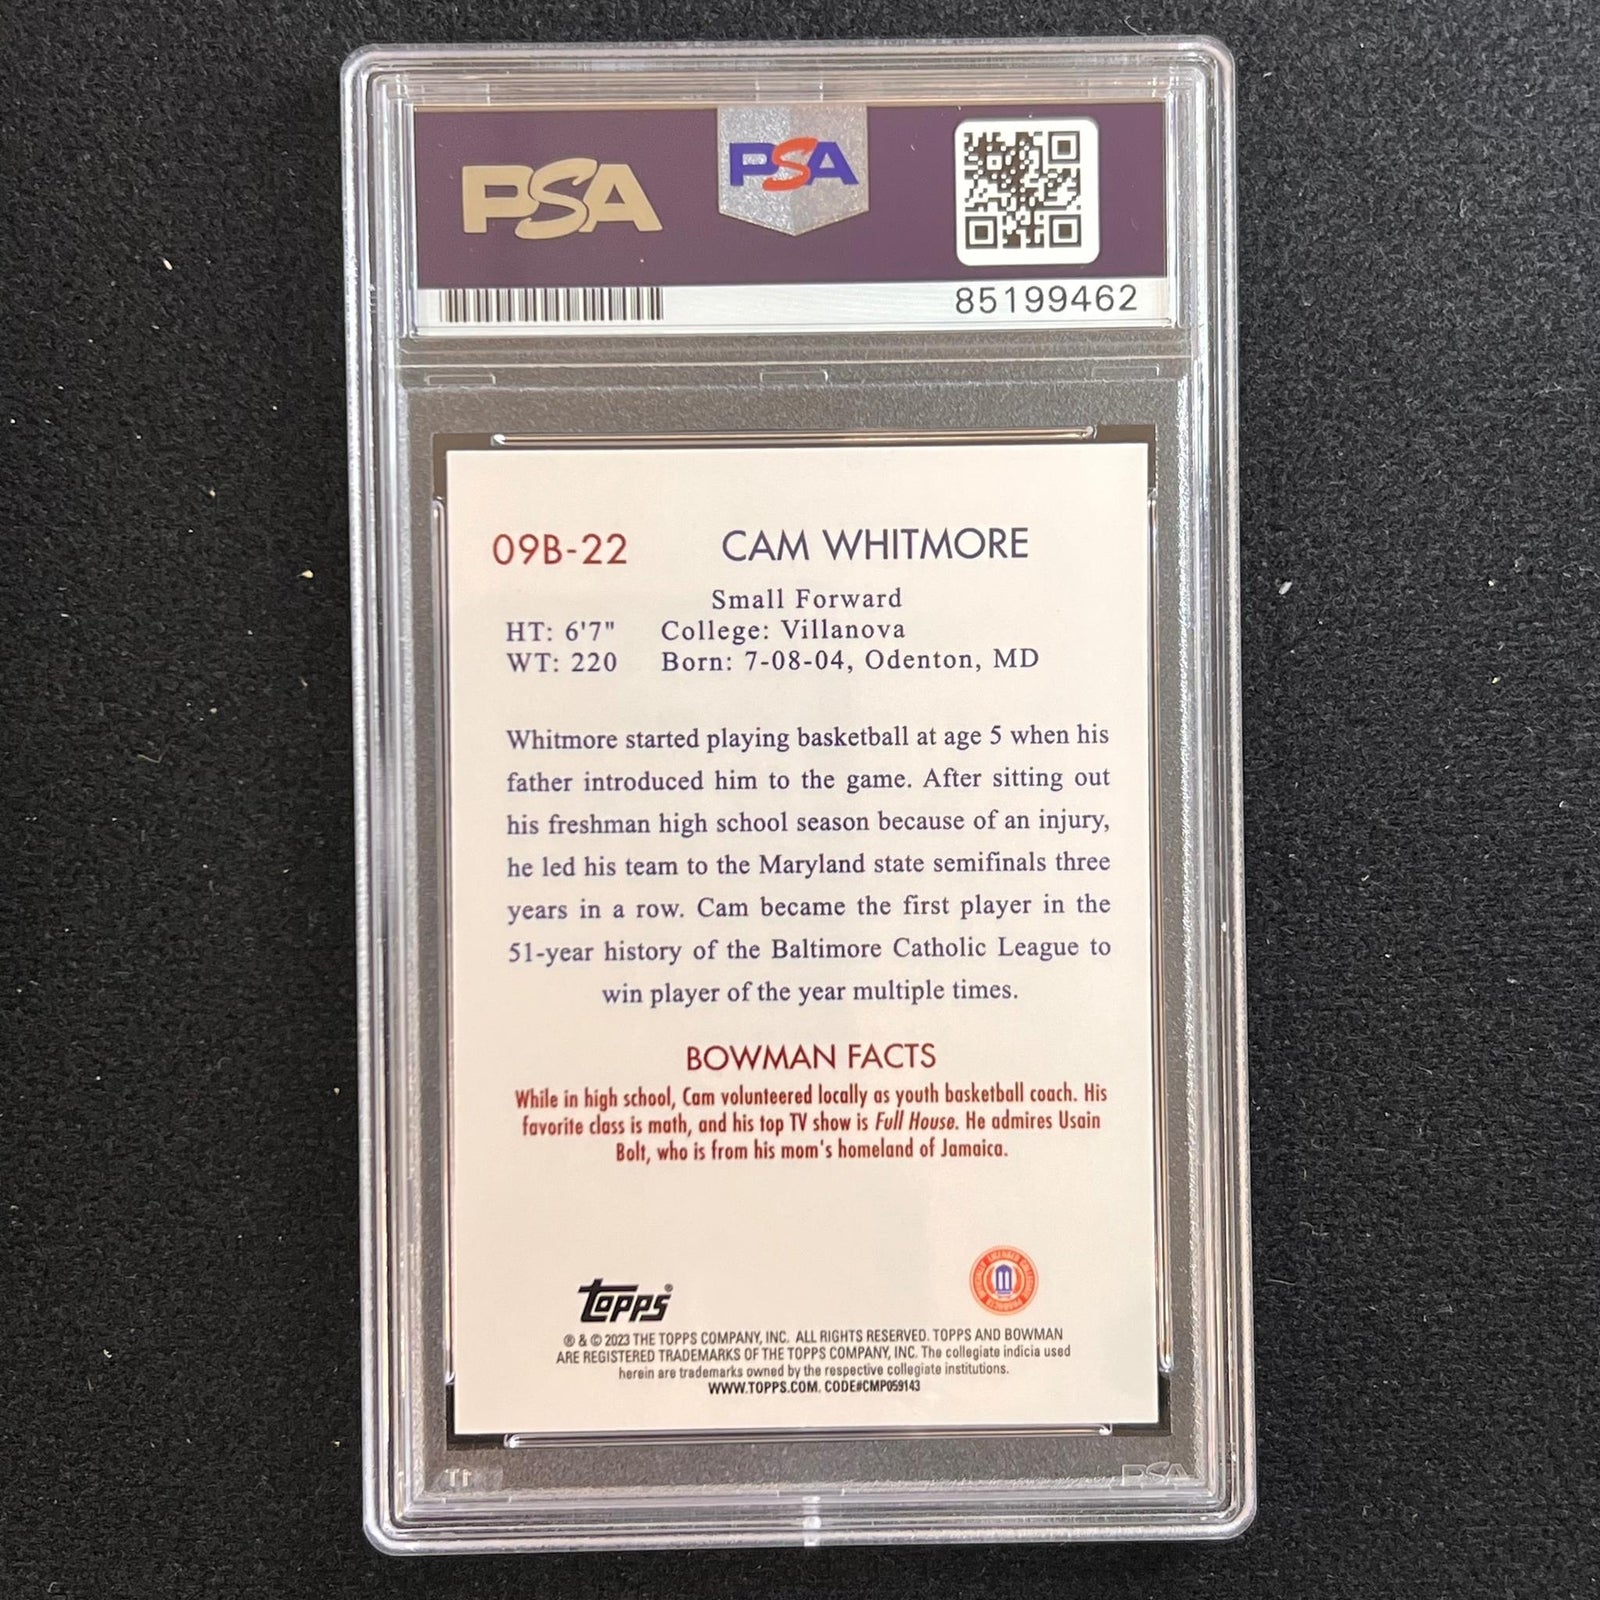 PSA
PSA
85199462
09B-22
CAM WHITMORE
Small Forward
HT: 6'7" College: Villanova
WT: 220 Born: 7-08-04, Odenton, MD
Whitmore started playing basketball at age 5 when his
father introduced him to the game. After sitting out
his freshman high school season because of an injury,
he led his team to the Maryland state semifinals three
years in a row. Cam became the first player in the
51-year history of the Baltimore Catholic League to
win player of the year multiple times.
BOWMAN FACTS
While in high school, Cam volunteered locally as youth basketball coach. His
favorite class is math, and his top TV show is Full House. He admires Usain
Bolt, who is from his mom's homeland of Jamaica.
topps®
® & © 2023 THE TOPPS COMPANY, INC. ALL RIGHTS RESERVED. TOPPS AND BOWMAN
ARE REGISTERED TRADEMARKS OF THE TOPPS COMPANY, INC. The collegiate indicia used
herein are trademarks owned by the respective collegiate institutions.
WWW.TOPPS.COM. CODE#CMP059143
PSA